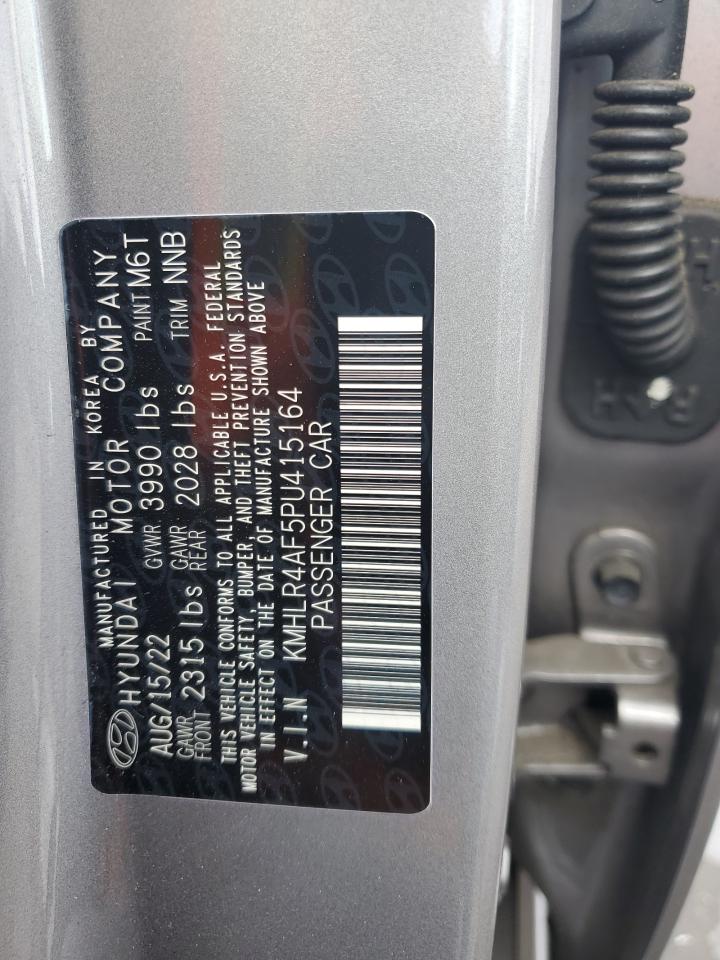 MANUFACTURED IN KOREA BY
HYUNDAI MOTOR COMPANY
AUG/15/22 GVWR 3990 lbs PAINT M6T
GAWR FRONT 2315 lbs GAWR REAR 2028 lbs TRIM NNB
THIS VEHICLE CONFORMS TO ALL APPLICABLE U.S.A. FEDERAL
MOTOR VEHICLE SAFETY, BUMPER, AND THEFT PREVENTION STANDARDS
IN EFFECT ON THE DATE OF MANUFACTURE SHOWN ABOVE
V.I.N KMHLR4AF5PU415164
PASSENGER CAR